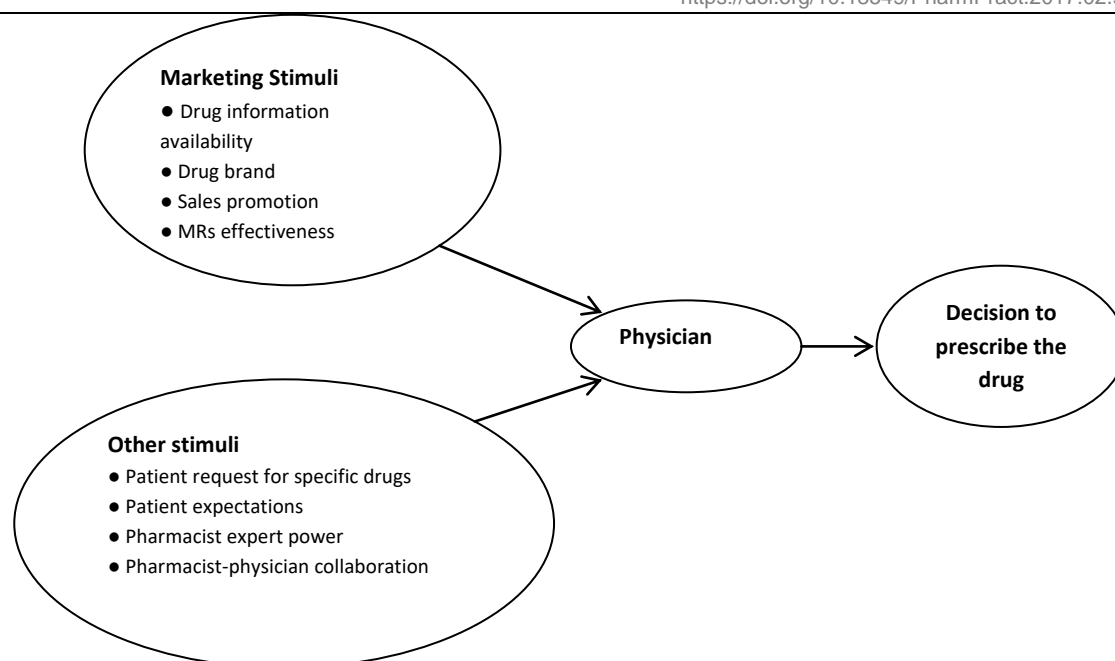 Marketing Stimuli
● Drug information
availability
● Drug brand
● Sales promotion
● MRs effectiveness
Physician
Decision to
prescribe the
drug
Other stimuli
● Patient request for specific drugs
● Patient expectations
● Pharmacist expert power
● Pharmacist-physician collaboration